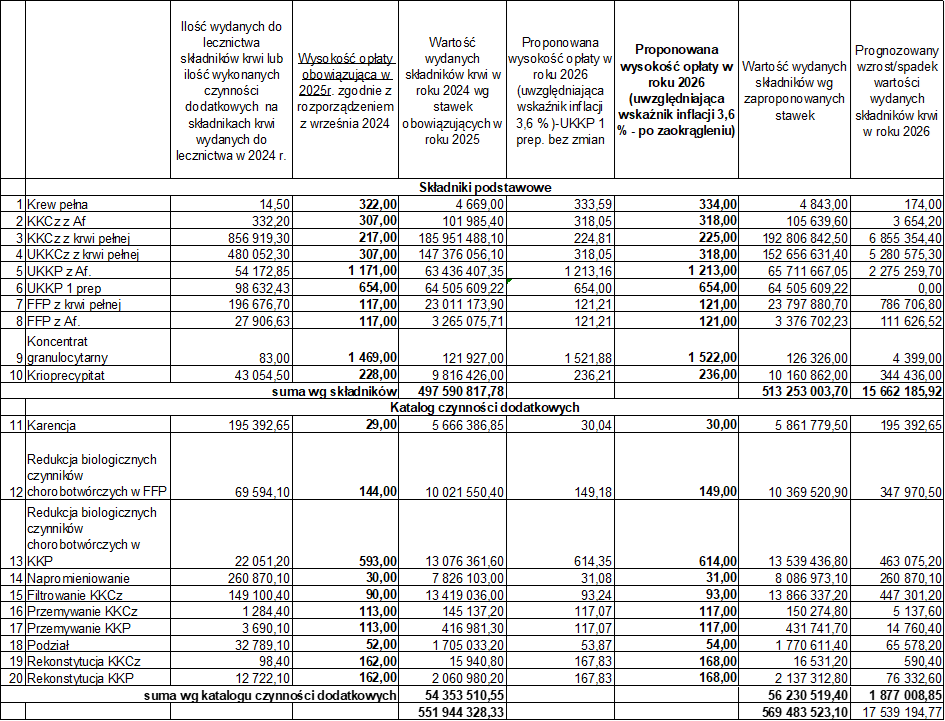 Ilość wydanych do lecznictwa składników krwi lub ilość wykonanych czynności dodatkowych na składnikach krwi wydanych do lecznictwa w 2024 r. | Wysokość opłaty obowiązująca w 2025r. zgodnie z rozporządzeniem z września 2024 | Wartość wydanych składników krwi w roku 2024 wg stawek obowiązujących w roku 2025 | Proponowana wysokość opłaty w roku 2026 (uwzględniająca wskaźnik inflacji 3,6 % )-UKKP 1 prep. bez zmian | Proponowana wysokość opłaty w roku 2026 (uwzględniająca wskażnik inflacji 3,6 % - po zaokrągleniu) | Wartość wydanych składników wg zaproponowanych stawek | Prognozowany wzrost/spadek wartości wydanych składników krwi w roku 2026
Składniki podstawowe
1 Krew pełna 14,50 322,00 4 669,00 333,59 334,00 4 843,00 174,00
2 KKCz z Af 332,20 307,00 101 985,40 318,05 318,00 105 639,60 3 654,20
3 KKCz z krwi pełnej 856 919,30 217,00 185 951 488,10 224,81 225,00 192 806 842,50 6 855 354,40
4 UKKCz z krwi pełnej 480 052,30 307,00 147 376 056,10 318,05 318,00 152 656 631,40 5 280 575,30
5 UKKP z Af. 54 172,85 1 171,00 63 436 407,35 1 213,16 1 213,00 65 711 667,05 2 275 259,70
6 UKKP 1 prep 98 632,43 654,00 64 505 609,22 654,00 654,00 64 505 609,22 0,00
7 FFP z krwi pełnej 196 676,70 117,00 23 011 173,90 121,21 121,00 23 797 880,70 786 706,80
8 FFP z Af. 27 906,63 117,00 3 265 075,71 121,21 121,00 3 376 702,23 111 626,52
9 Koncentrat granulocytarny 83,00 1 469,00 121 927,00 1 521,88 1 522,00 126 326,00 4 399,00
10 Krioprecypitat 43 054,50 228,00 9 816 426,00 236,21 236,00 10 160 862,00 344 436,00
suma wg składników 497 590 817,78 513 253 003,70 15 662 185,92
Katalog czynności dodatkowych
11 Karencja 195 392,65 29,00 5 666 386,85 30,04 30,00 5 861 779,50 195 392,65
12 Redukcja biologicznych czynników chorobotwórczych w FFP 69 594,10 144,00 10 021 550,40 149,18 149,00 10 369 520,90 347 970,50
13 Redukcja biologicznych czynników chorobotwórczych w KKP 22 051,20 593,00 13 076 361,60 614,35 614,00 13 539 436,80 463 075,20
14 Napromieniowanie 260 870,10 30,00 7 826 103,00 31,08 31,00 8 086 973,10 260 870,10
15 Filtrowanie KKCz 149 100,40 90,00 13 419 036,00 93,24 93,00 13 866 337,20 447 301,20
16 Przemywanie KKCz 1 284,40 113,00 145 137,20 117,07 117,00 150 274,80 5 137,60
17 Przemywanie KKP 3 690,10 113,00 416 981,30 117,07 117,00 431 741,70 14 760,40
18 Podział 32 789,10 52,00 1 705 033,20 53,87 54,00 1 770 611,40 65 578,20
19 Rekonstytucja KKCz 98,40 162,00 15 940,80 167,83 168,00 16 531,20 590,40
20 Rekonstytucja KKP 12 722,10 162,00 2 060 980,20 167,83 168,00 2 137 312,80 76 332,60
suma wg katalogu czynności dodatkowych 54 353 510,55 56 230 519,40 1 877 008,85
551 944 328,33 569 483 523,10 17 539 194,77